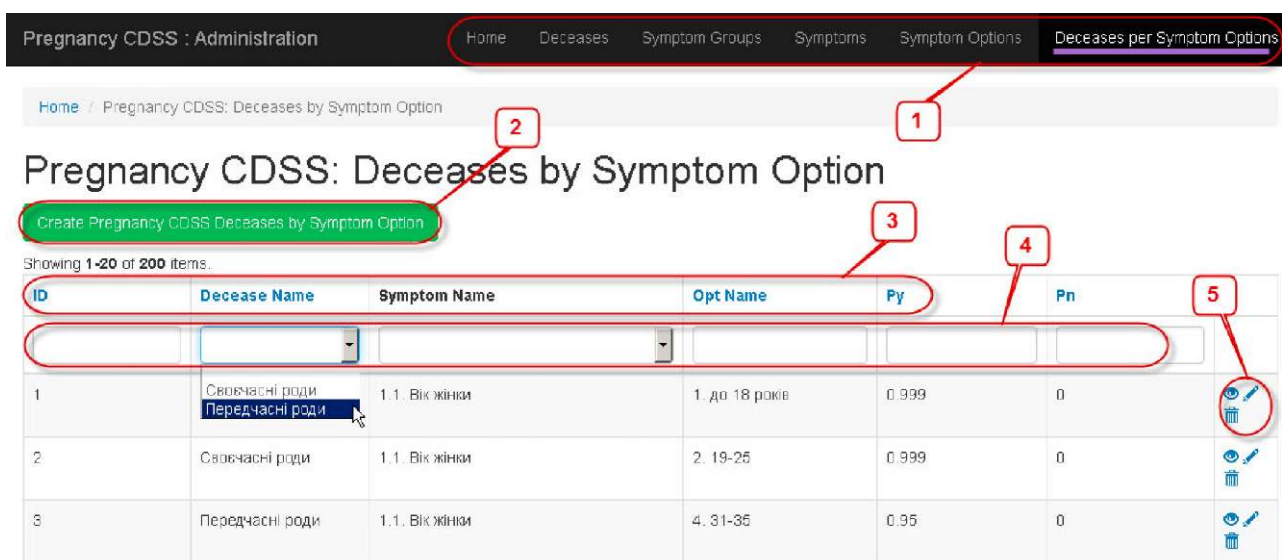 Pregnancy CDSS : Administration Home Deceases Symptom Groups Symptoms Symptom Options Deceases per Symptom Options
Home / Pregnancy CDSS: Deceases by Symptom Option
1
2
Pregnancy CDSS: Deceases by Symptom Option
Create Pregnancy CDSS Deceases by Symptom Option
3
4
Showing 1-20 of 200 items.
5
ID Decease Name Symptom Name Opt Name Py Pn
Своєчасні роди
Передчасні роди
1 1.1. Вік жінки 1. до 18 років 0.999 0
2 Своєчасні роди 1.1. Вік жінки 2. 19-25 0.999 0
3 Передчасні роди 1.1. Вік жінки 4. 31-35 0.95 0